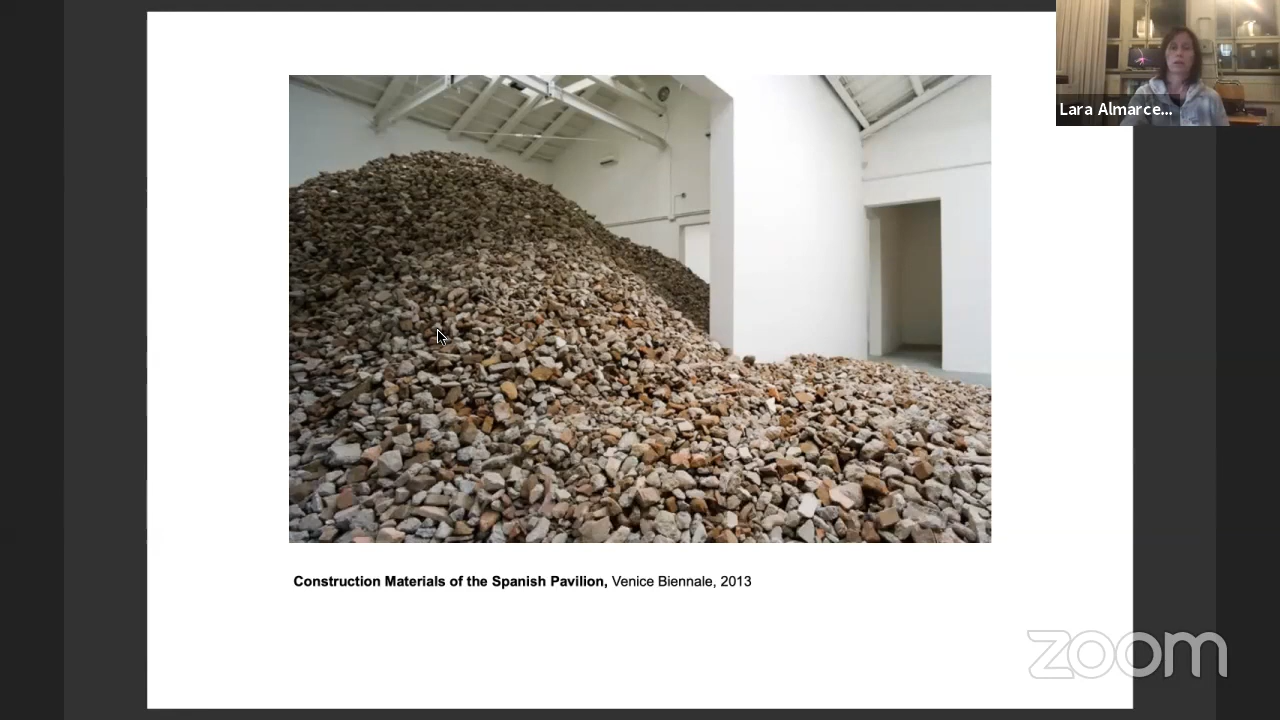 Lara Almarce...
Construction Materials of the Spanish Pavilion, Venice Biennale, 2013
zoom